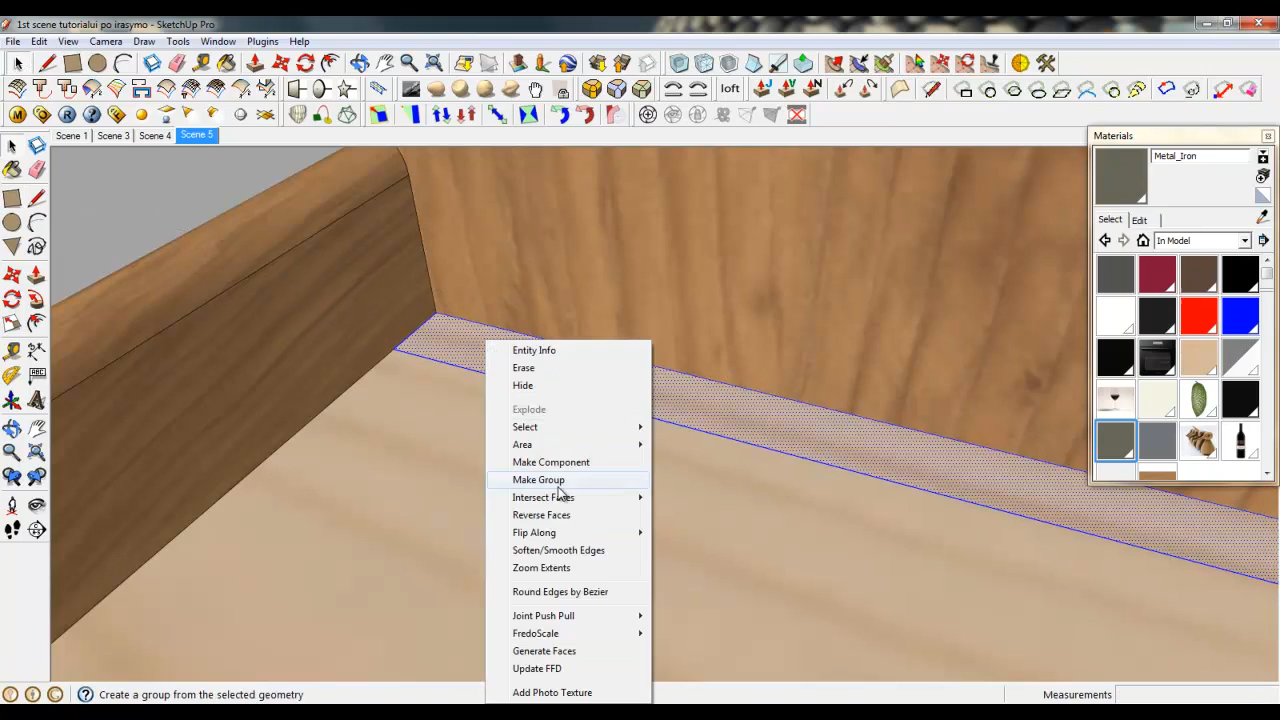 1st scene tutorialui po irasymo - SketchUp Pro
File Edit View Camera Draw Tools Window Plugins Help
loft
Scene 1 Scene 3 Scene 4 Scene 5
Materials
Metal_Iron
Select Edit
In Model
Entity Info
Erase
Hide
Explode
Select
Area
Make Component
Make Group
Intersect Faces
Reverse Faces
Flip Along
Soften/Smooth Edges
Zoom Extents
Round Edges by Bezier
Joint Push Pull
FredoScale
Generate Faces
Update FFD
Add Photo Texture
Create a group from the selected geometry
Measurements